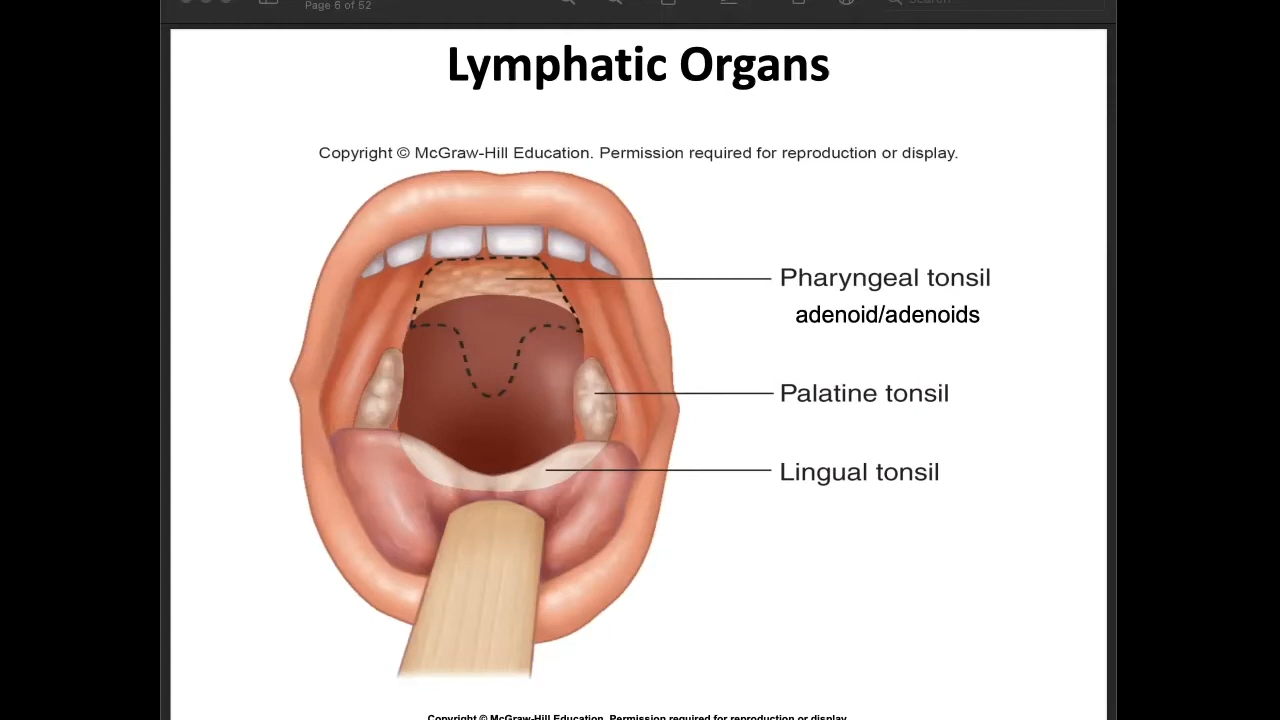 Page 6 of 52
Search
Lymphatic Organs
Copyright © McGraw-Hill Education. Permission required for reproduction or display.
Pharyngeal tonsil
adenoid/adenoids
Palatine tonsil
Lingual tonsil
Copyright © McGraw-Hill Education. Permission required for reproduction or display.